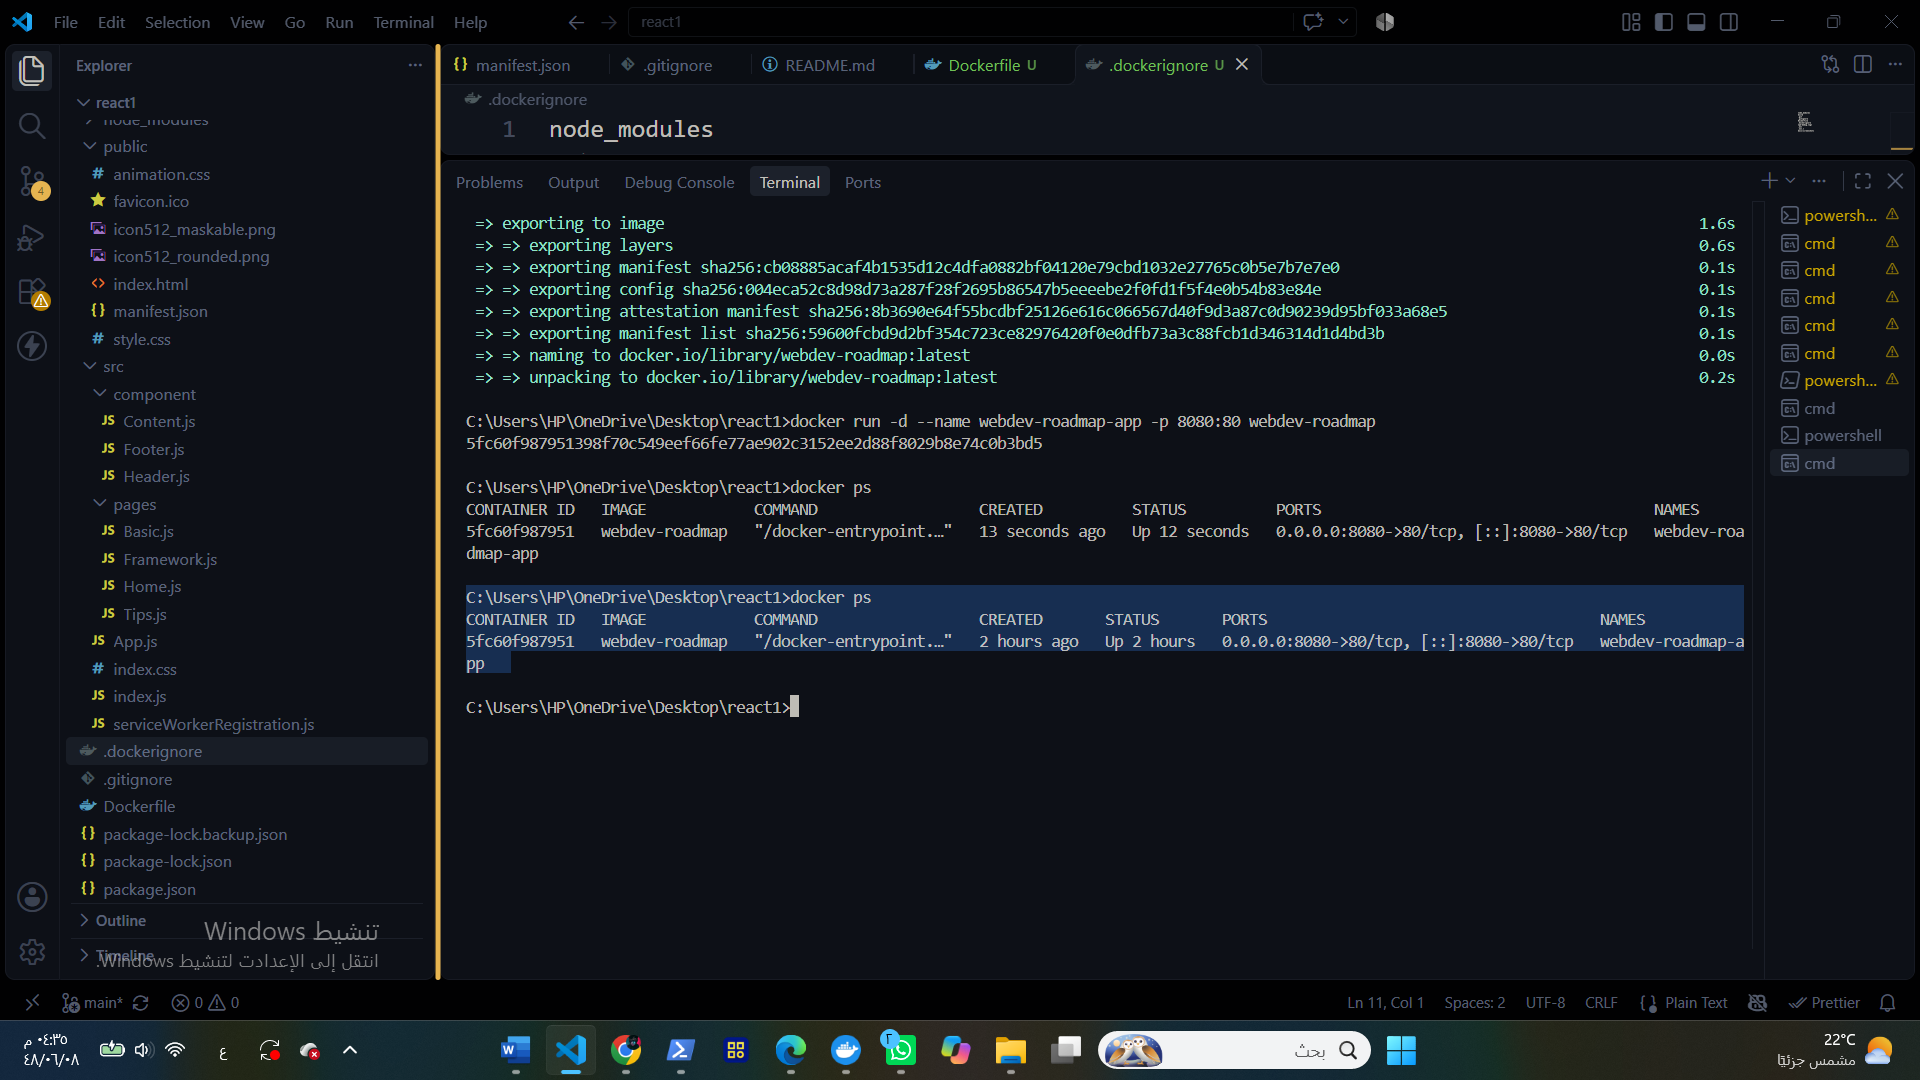 File Edit Selection View Go Run Terminal Help
react1
Explorer
react1
node_modules
public
animation.css
favicon.ico
icon512_maskable.png
icon512_rounded.png
index.html
manifest.json
style.css
src
component
Content.js
Footer.js
Header.js
pages
Basic.js
Framework.js
Home.js
Tips.js
App.js
index.css
index.js
serviceWorkerRegistration.js
.dockerignore
.gitignore
Dockerfile
package-lock.backup.json
package-lock.json
package.json
Outline
Timeline
تنشيط Windows
انتقل إلى الإعدادت لتنشيط Windows.
4
manifest.json .gitignore README.md Dockerfile U .dockerignore U
.dockerignore
1 node_modules
Problems Output Debug Console Terminal Ports
=> exporting to image 1.6s
=> => exporting layers 0.6s
=> => exporting manifest sha256:cb08885acaf4b1535d12c4dfa0882bf04120e79cbd1032e27765c0b5e7b7e7e0 0.1s
=> => exporting config sha256:004eca52c8d98d73a287f28f2695b86547b5eeeebe2f0fd1f5f4e0b54b83e84e 0.1s
=> => exporting attestation manifest sha256:8b3690e64f55bcdbf25126e616c066567d40f9d3a87c0d90239d95bf033a68e5 0.1s
=> => exporting manifest list sha256:59600fcbd9d2bf354c723ce82976420f0e0dfb73a3c88fcb1d346314d1d4bd3b 0.1s
=> => naming to docker.io/library/webdev-roadmap:latest 0.0s
=> => unpacking to docker.io/library/webdev-roadmap:latest 0.2s
C:\Users\HP\OneDrive\Desktop\react1>docker run -d --name webdev-roadmap-app -p 8080:80 webdev-roadmap
5fc60f987951398f70c549eef66fe77ae902c3152ee2d88f8029b8e74c0b3bd5
C:\Users\HP\OneDrive\Desktop\react1>docker ps
CONTAINER ID IMAGE COMMAND CREATED STATUS PORTS NAMES
5fc60f987951 webdev-roadmap "/docker-entrypoint.…" 13 seconds ago Up 12 seconds 0.0.0.0:8080->80/tcp, [::]:8080->80/tcp webdev-roa
dmap-app
C:\Users\HP\OneDrive\Desktop\react1>docker ps
CONTAINER ID IMAGE COMMAND CREATED STATUS PORTS NAMES
5fc60f987951 webdev-roadmap "/docker-entrypoint.…" 2 hours ago Up 2 hours 0.0.0.0:8080->80/tcp, [::]:8080->80/tcp webdev-roadmap-a
pp
C:\Users\HP\OneDrive\Desktop\react1>
powersh...
cmd
cmd
cmd
cmd
cmd
powersh...
cmd
powershell
cmd
main* 0 0 Ln 11, Col 1 Spaces: 2 UTF-8 CRLF {} Plain Text Prettier
٠٤:٣٥ م
٤٨/٠٦/٠٨
ع
٢
بحث
22°C
مشمس جزئيًا